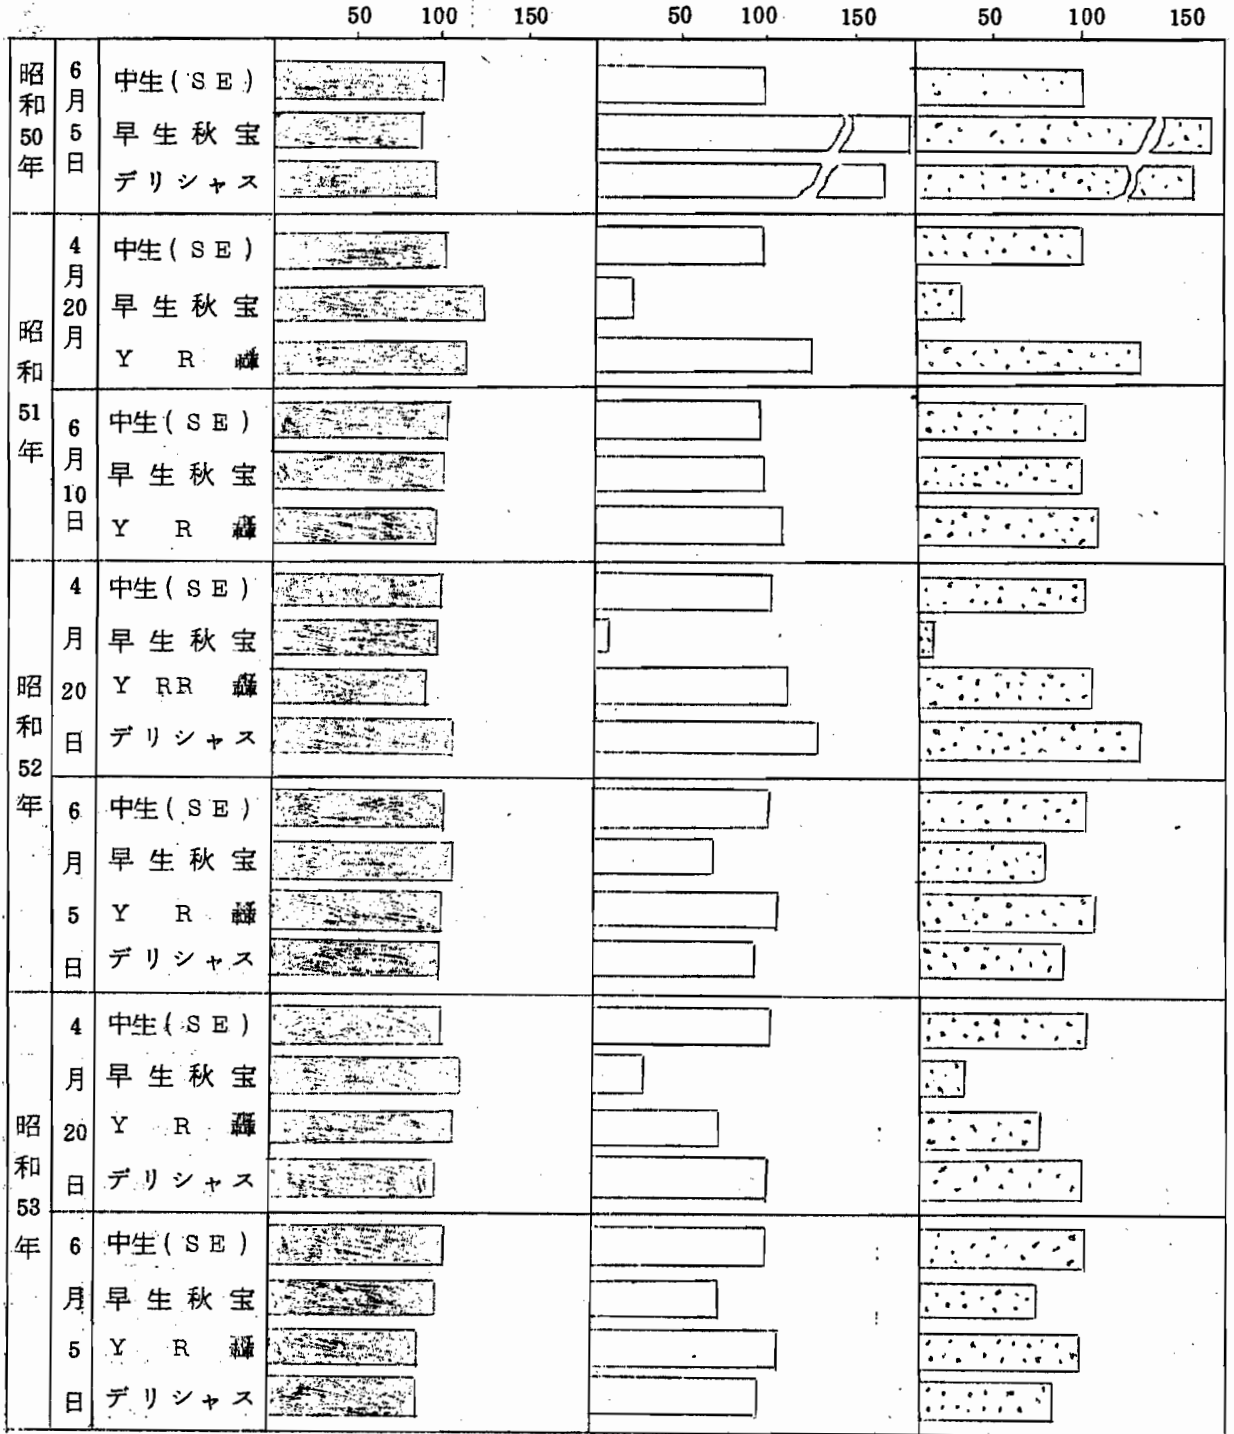 50 100 150 50 100 150 50 100 150
昭和50年
6月5日
中生(SE)
早生秋宝
デリシャス
昭和51年
4月20月
中生(SE)
早生秋宝
Y R
6月10日
中生(SE)
早生秋宝
Y R
昭和52年
4月20日
中生(SE)
早生秋宝
Y RR
デリシャス
6月5日
中生(SE)
早生秋宝
Y R
デリシャス
昭和53年
4月20日
中生(SE)
早生秋宝
Y R
デリシャス
6月5日
中生(SE)
早生秋宝
Y R
デリシャス